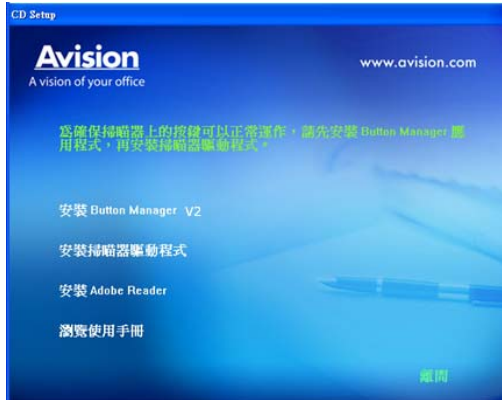 CD Setup
Avision
www.avision.com
A vision of your office
為確保掃瞄器上的按鍵可以正常運作,請先安裝 Button Manager 應
用程式,再安裝掃瞄器驅動程式。
安裝 Button Manager V2
安裝掃瞄器驅動程式
安裝 Adobe Reader
瀏覽使用手冊
離開